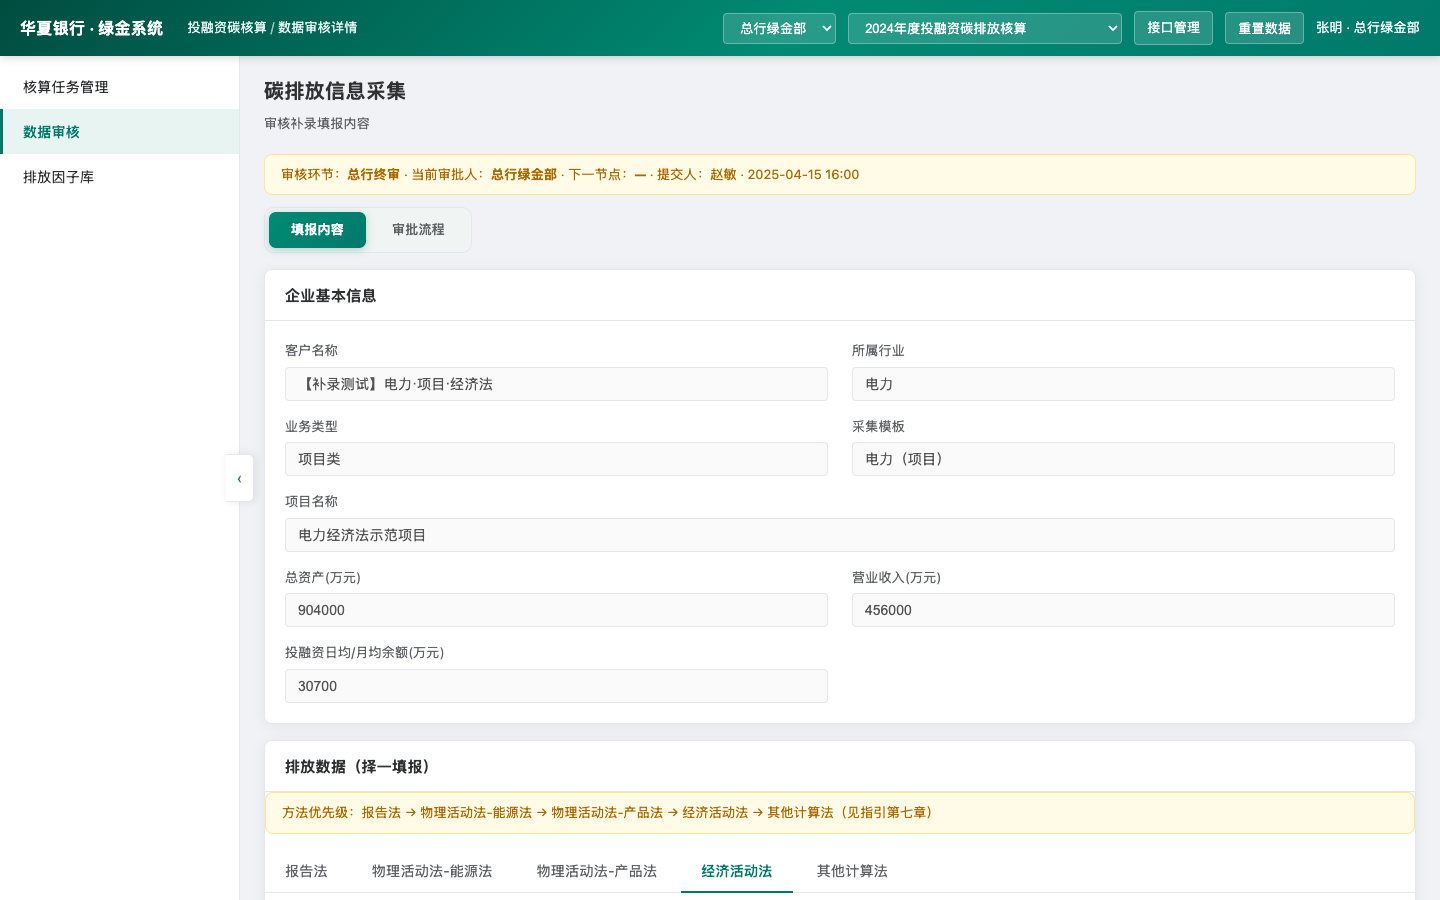 华夏银行 · 绿金系统
投融资碳核算 / 数据审核详情
总行绿金部
2024年度投融资碳排放核算
接口管理
重置数据
张明 · 总行绿金部
核算任务管理
数据审核
排放因子库
‹
碳排放信息采集
审核补录填报内容
审核环节：总行终审 · 当前审批人：总行绿金部 · 下一节点：— · 提交人：赵敏 · 2025-04-15 16:00
填报内容
审批流程
企业基本信息
客户名称
所属行业
【补录测试】电力·项目·经济法
电力
业务类型
采集模板
项目类
电力（项目）
项目名称
电力经济法示范项目
总资产(万元)
营业收入(万元)
904000
456000
投融资日均/月均余额(万元)
30700
排放数据（择一填报）
方法优先级：报告法 → 物理活动法-能源法 → 物理活动法-产品法 → 经济活动法 → 其他计算法（见指引第七章）
报告法
物理活动法-能源法
物理活动法-产品法
经济活动法
其他计算法